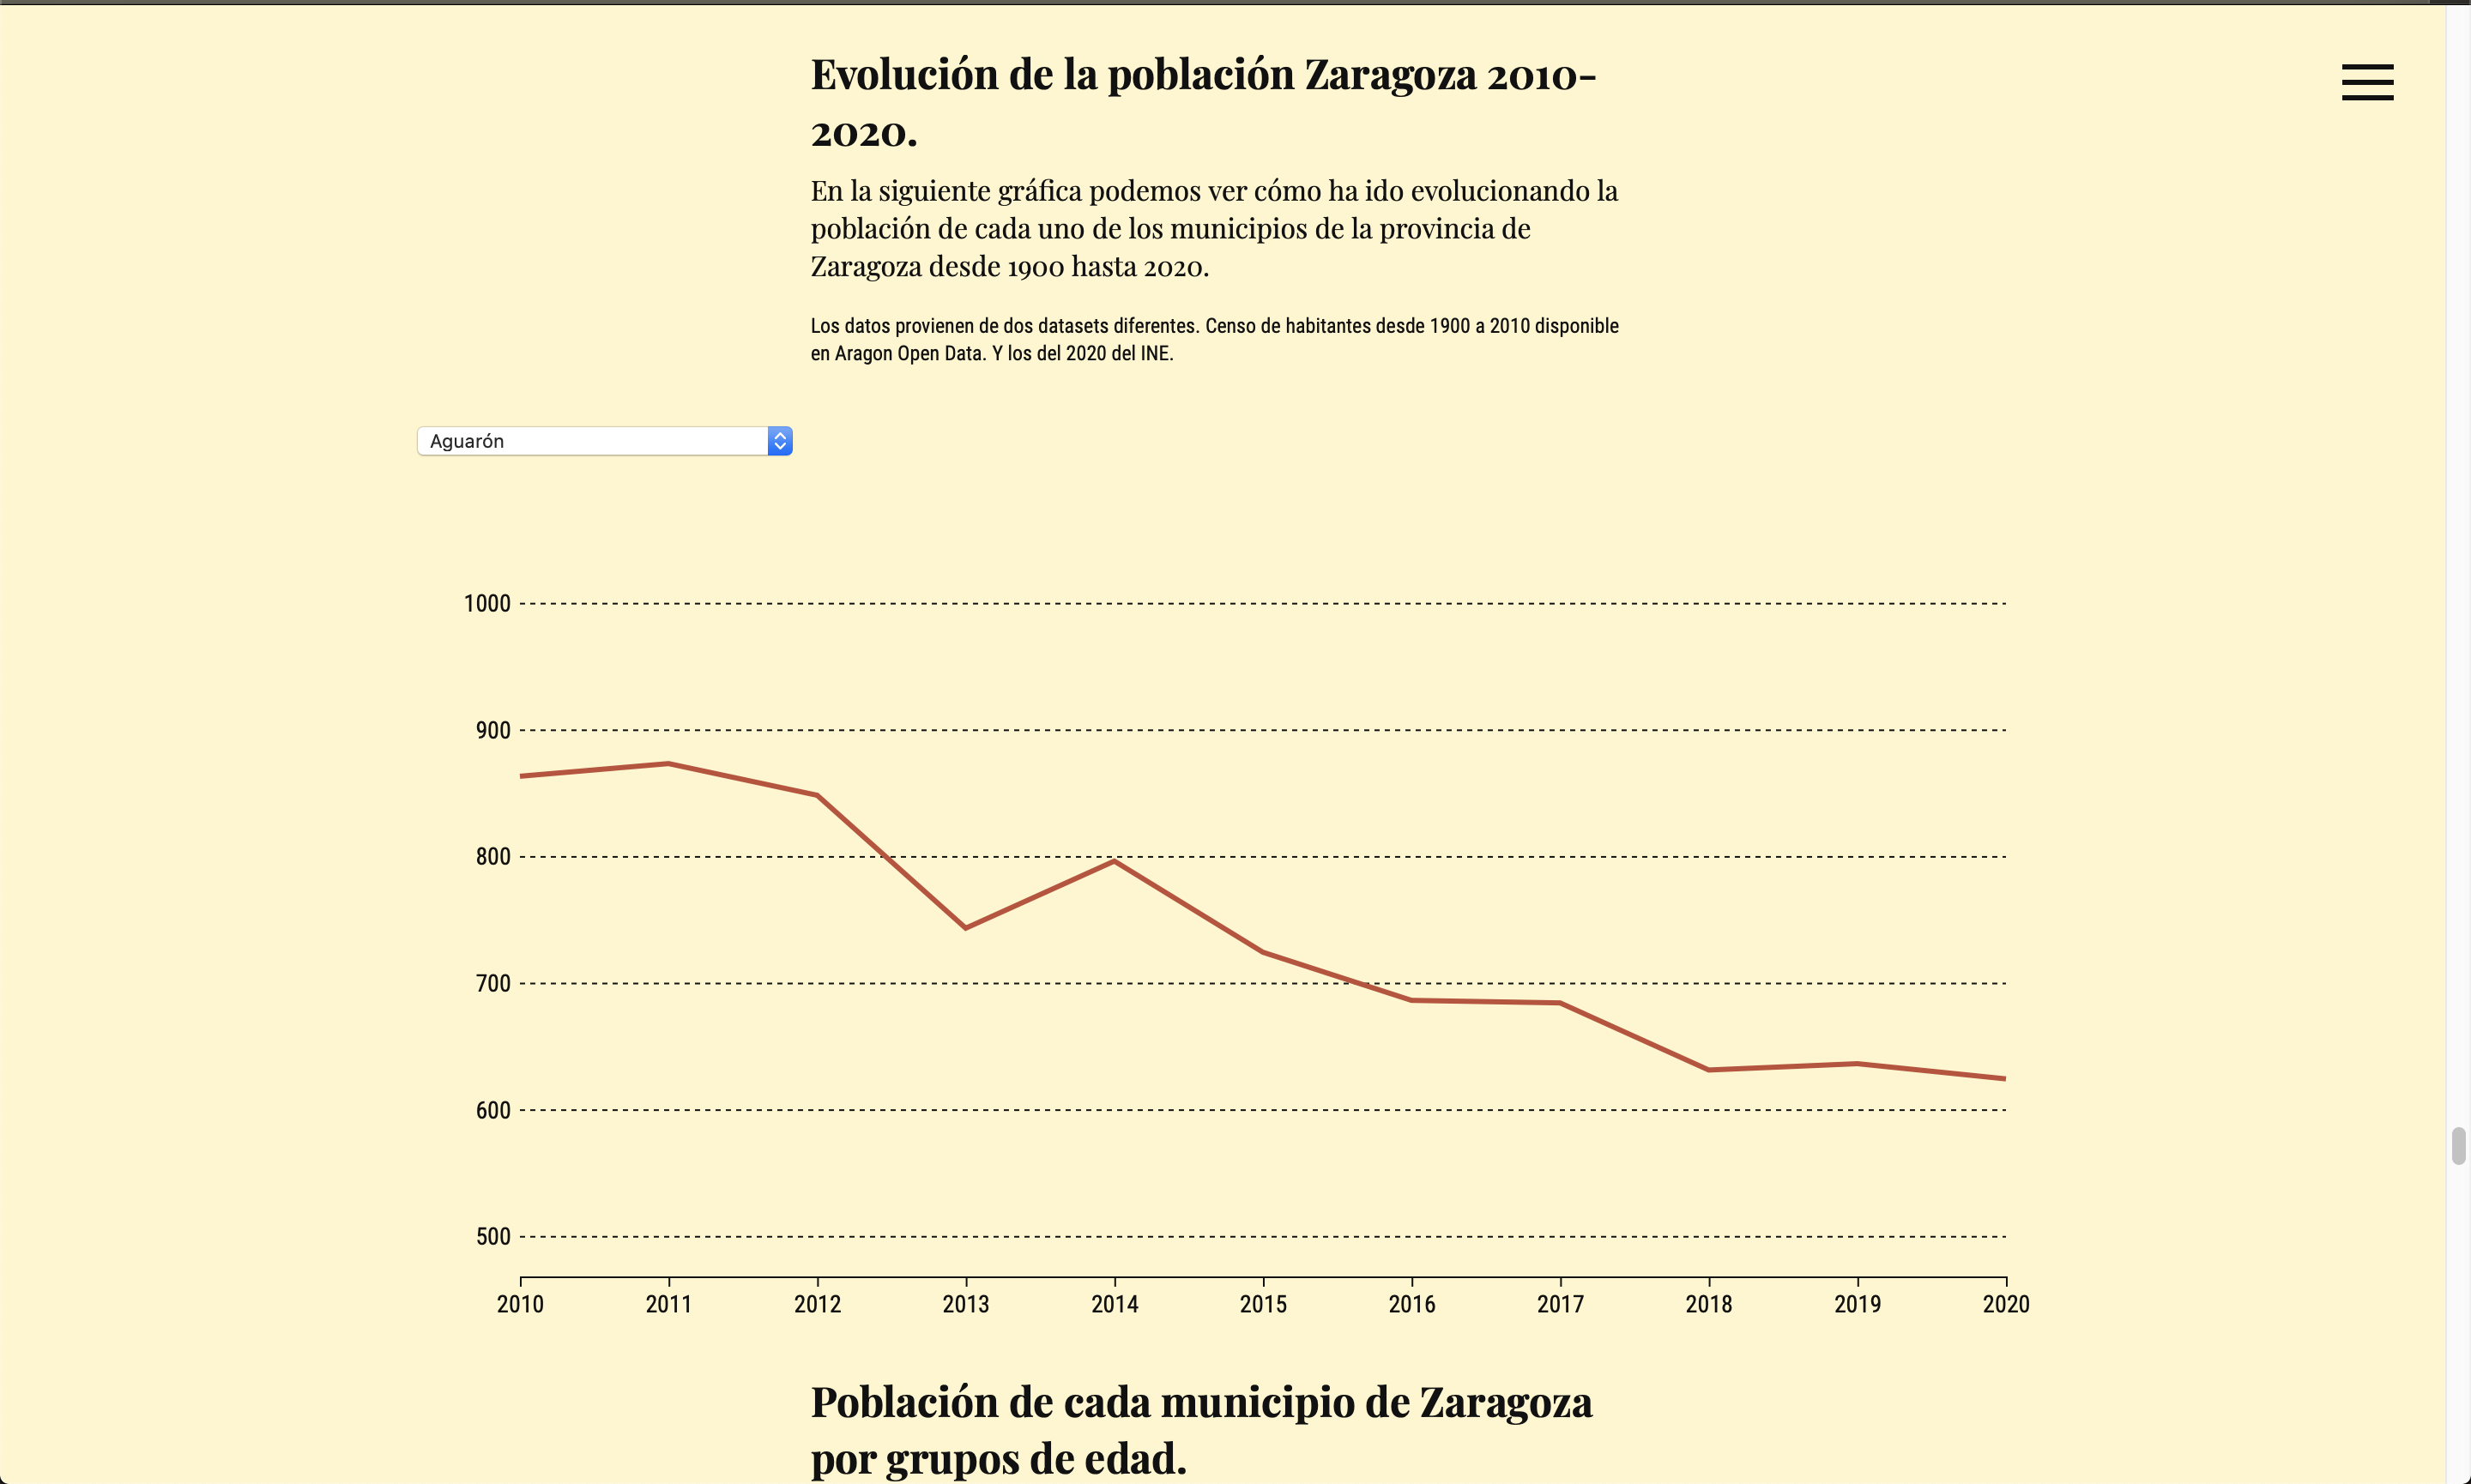 Evolución de la población Zaragoza 2010-
2020.
En la siguiente gráfica podemos ver cómo ha ido evolucionando la
población de cada uno de los municipios de la provincia de
Zaragoza desde 1900 hasta 2020.
Los datos provienen de dos datasets diferentes. Censo de habitantes desde 1900 a 2010 disponible
en Aragon Open Data. Y los del 2020 del INE.
Aguarón
1000
900
800
700
600
500
2010 2011 2012 2013 2014 2015 2016 2017 2018 2019 2020
Población de cada municipio de Zaragoza
por grupos de edad.